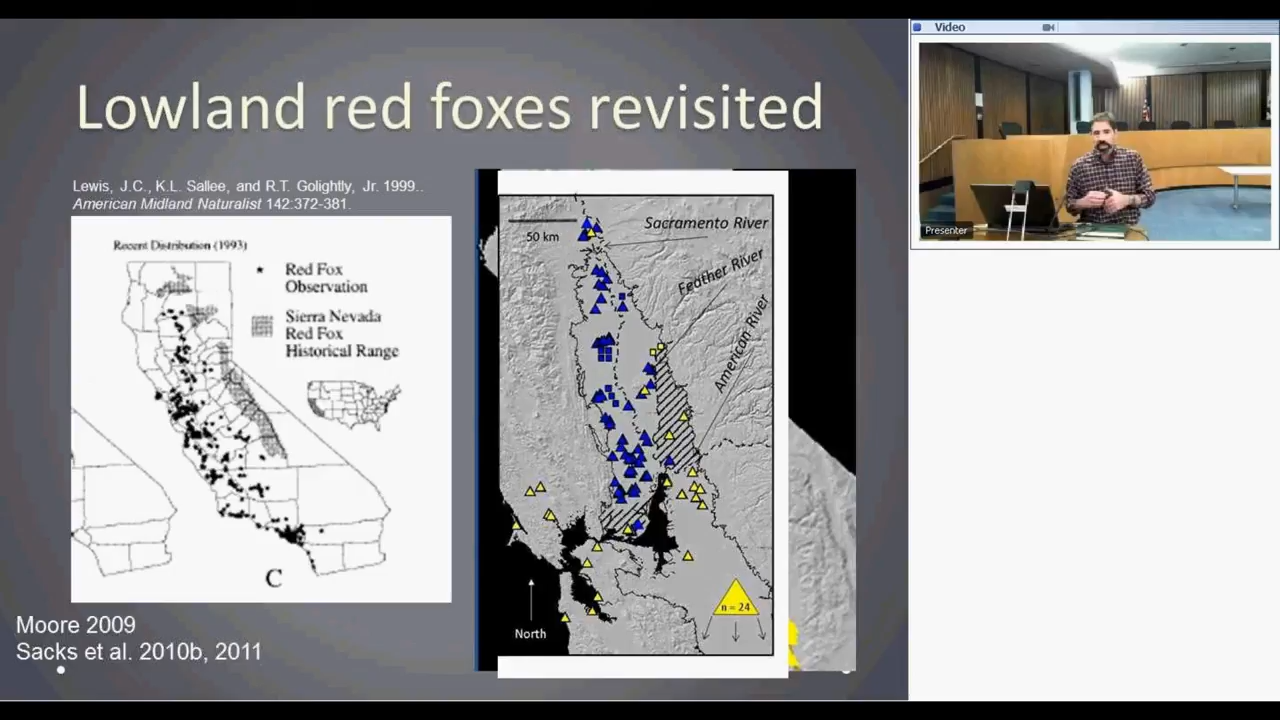 Lowland red foxes revisited
Lewis, J.C., K.L. Sallee, and R.T. Golightly, Jr. 1999..
American Midland Naturalist 142:372-381.
Recent Distribution (1993)
Red Fox
Observation
Sierra Nevada
Red Fox
Historical Range
C
Moore 2009
Sacks et al. 2010b, 2011
50 km
Sacramento River
Feather River
American River
n = 24
North
Video
Presenter